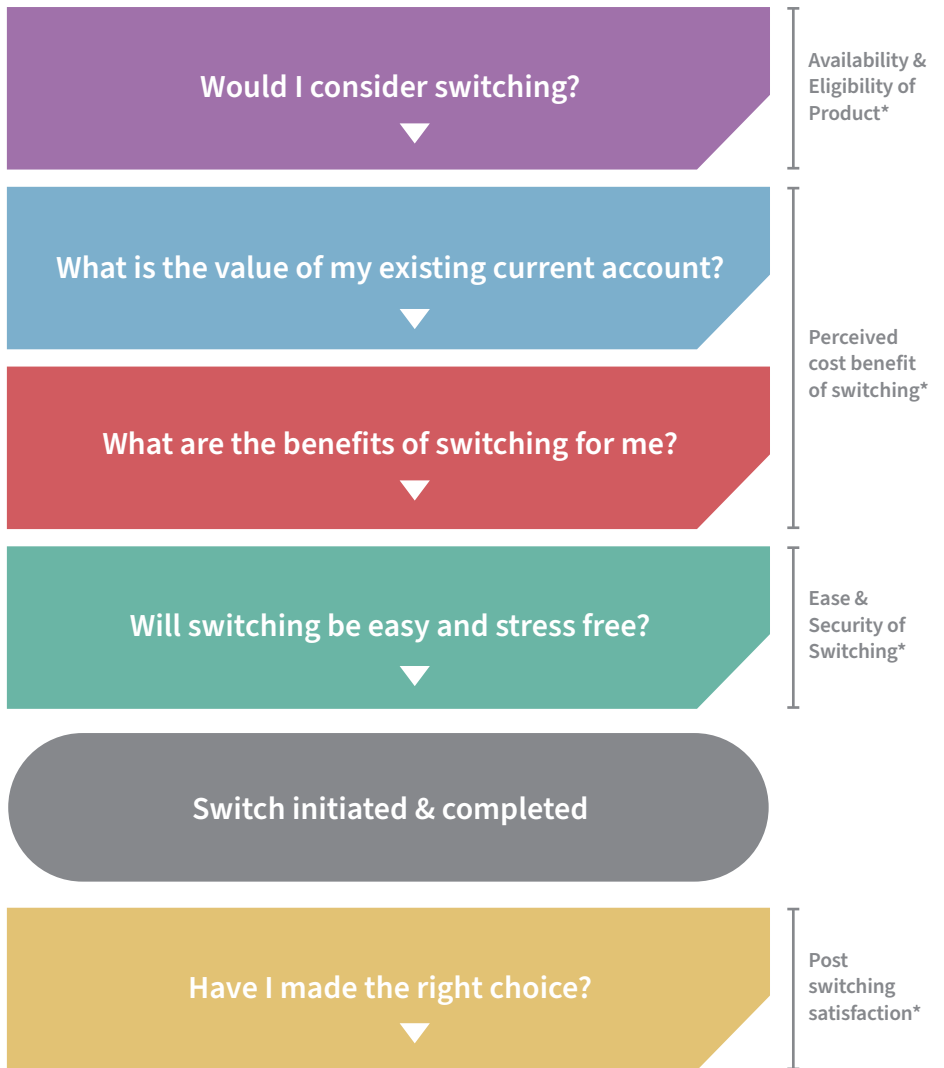 Would I consider switching?
Availability &
Eligibility of
Product*
What is the value of my existing current account?
What are the benefits of switching for me?
Perceived
cost benefit
of switching*
Will switching be easy and stress free?
Ease &
Security of
Switching*
Switch initiated & completed
Have I made the right choice?
Post
switching
satisfaction*